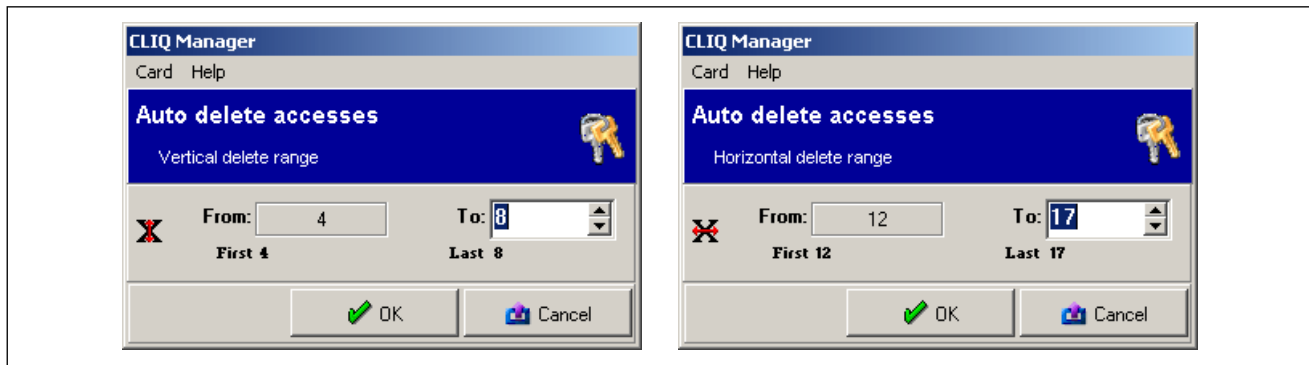 CLIQ Manager
Card Help
Auto delete accesses
Vertical delete range
From: 4 To: 8
First 4 Last 8
OK Cancel
CLIQ Manager
Card Help
Auto delete accesses
Horizontal delete range
From: 12 To: 17
First 12 Last 17
OK Cancel